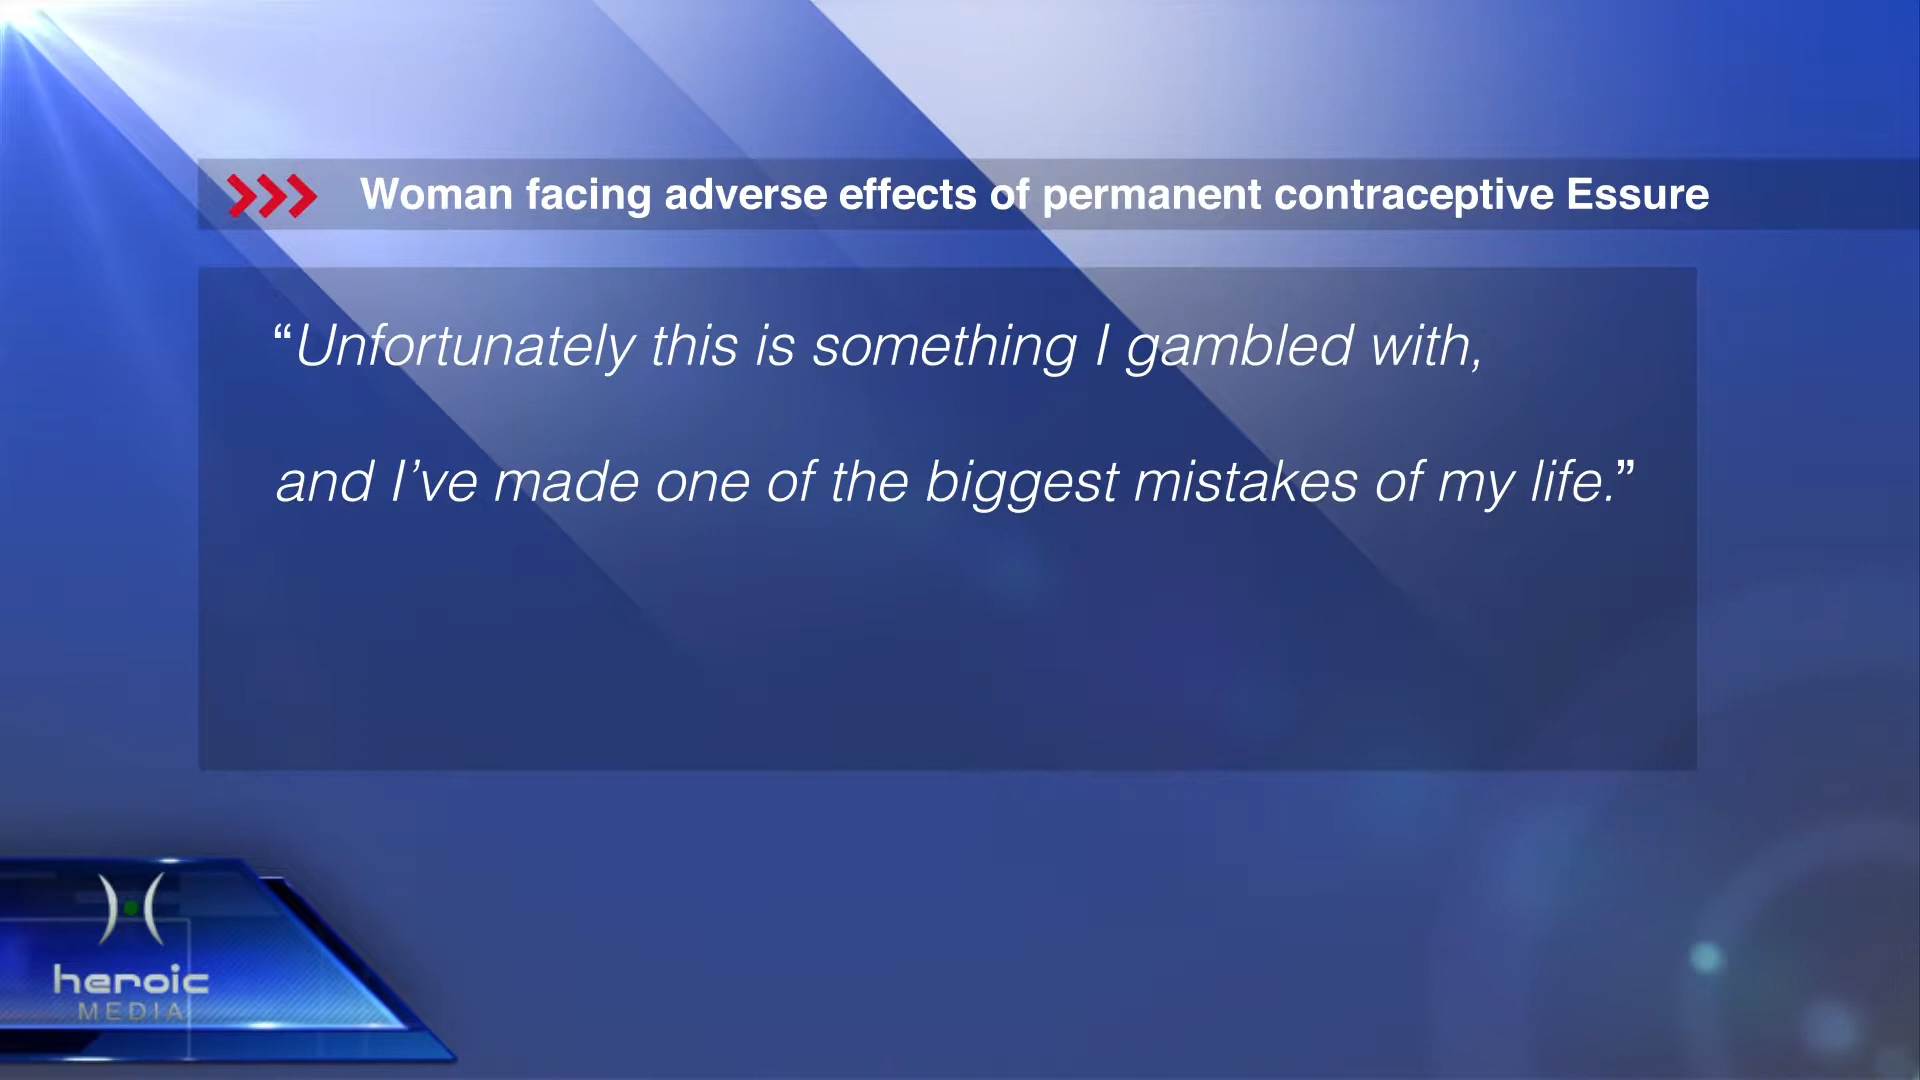 Woman facing adverse effects of permanent contraceptive Essure
“Unfortunately this is something I gambled with,
and I’ve made one of the biggest mistakes of my life.”
heroic
MEDIA